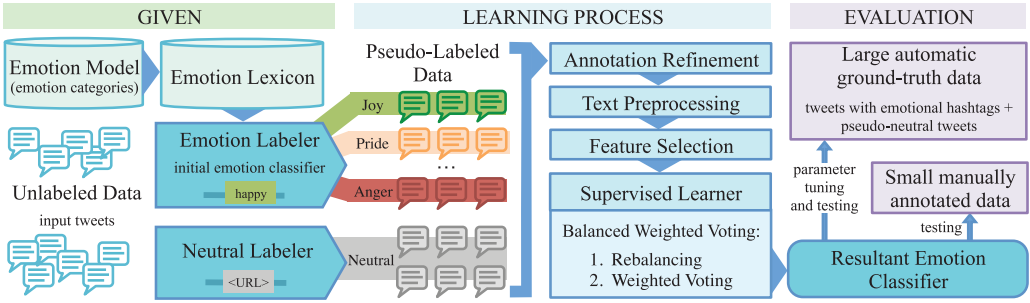 GIVEN
Emotion Model
(emotion categories)
Emotion Lexicon
Emotion Labeler
initial emotion classifier
happy
Unlabeled Data
input tweets
Neutral Labeler
<URL>
LEARNING PROCESS
Pseudo-Labeled
Data
Joy
Pride
...
Anger
Neutral
Annotation Refinement
Text Preprocessing
Feature Selection
Supervised Learner
Balanced Weighted Voting:
1. Rebalancing
2. Weighted Voting
EVALUATION
Large automatic
ground-truth data
tweets with emotional hashtags +
pseudo-neutral tweets
parameter
tuning
and testing
Small manually
annotated data
testing
Resultant Emotion
Classifier